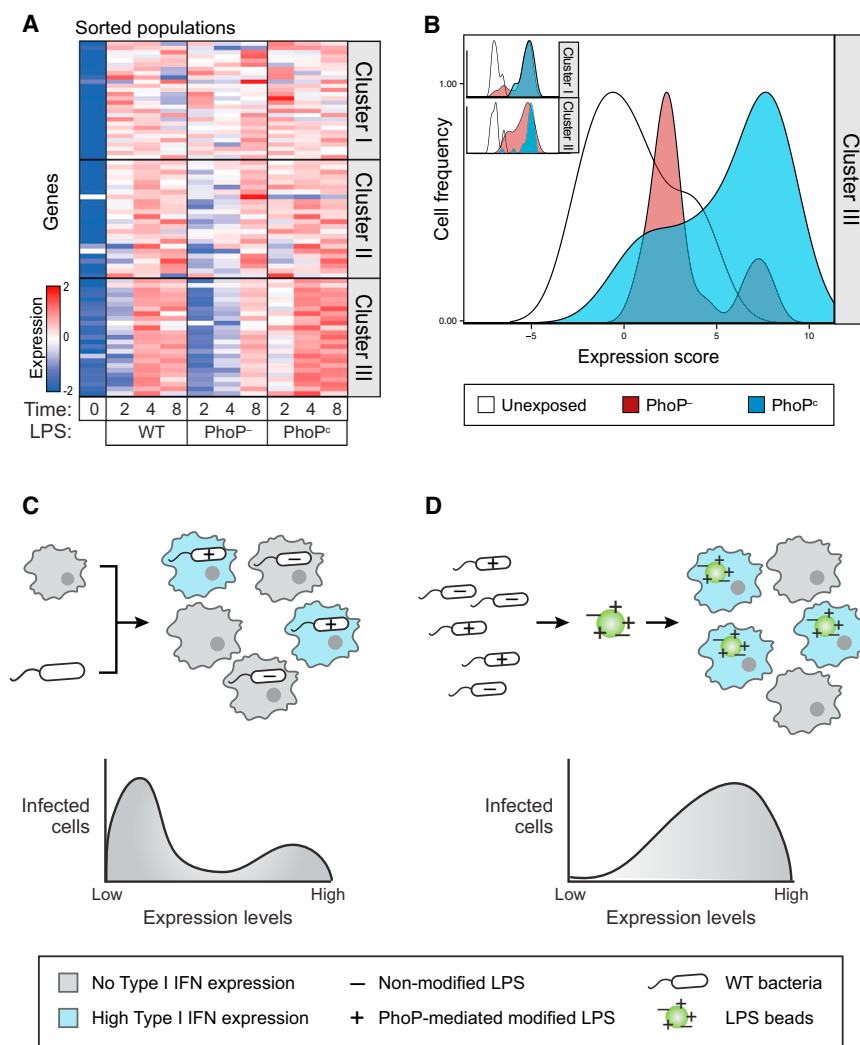 A
Sorted populations
Genes
Cluster I
Cluster II
Cluster III
Expression
2
0
-2
Time: 0 2 4 8 2 4 8 2 4 8
LPS: WT PhoP⁻ PhoPᶜ
B
Cluster I
Cluster II
Cluster III
Cell frequency
1.00
0.00
−5 0 5 10
Expression score
Unexposed PhoP⁻ PhoPᶜ
C
+
−
+
−
Infected cells
Low High
Expression levels
D
+
−
−
+
+
−
Infected cells
Low High
Expression levels
No Type I IFN expression
High Type I IFN expression
− Non-modified LPS
+ PhoP-mediated modified LPS
WT bacteria
LPS beads